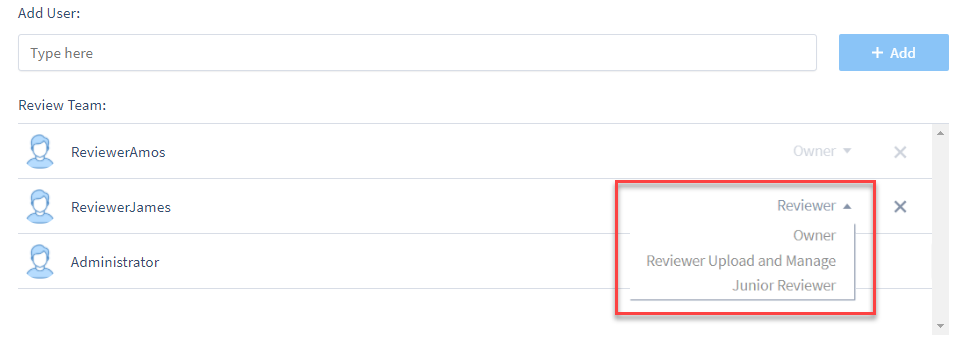 Add User:
Type here
+ Add
Review Team:
ReviewerAmos
Owner
ReviewerJames
Reviewer
Owner
Reviewer Upload and Manage
Junior Reviewer
Administrator